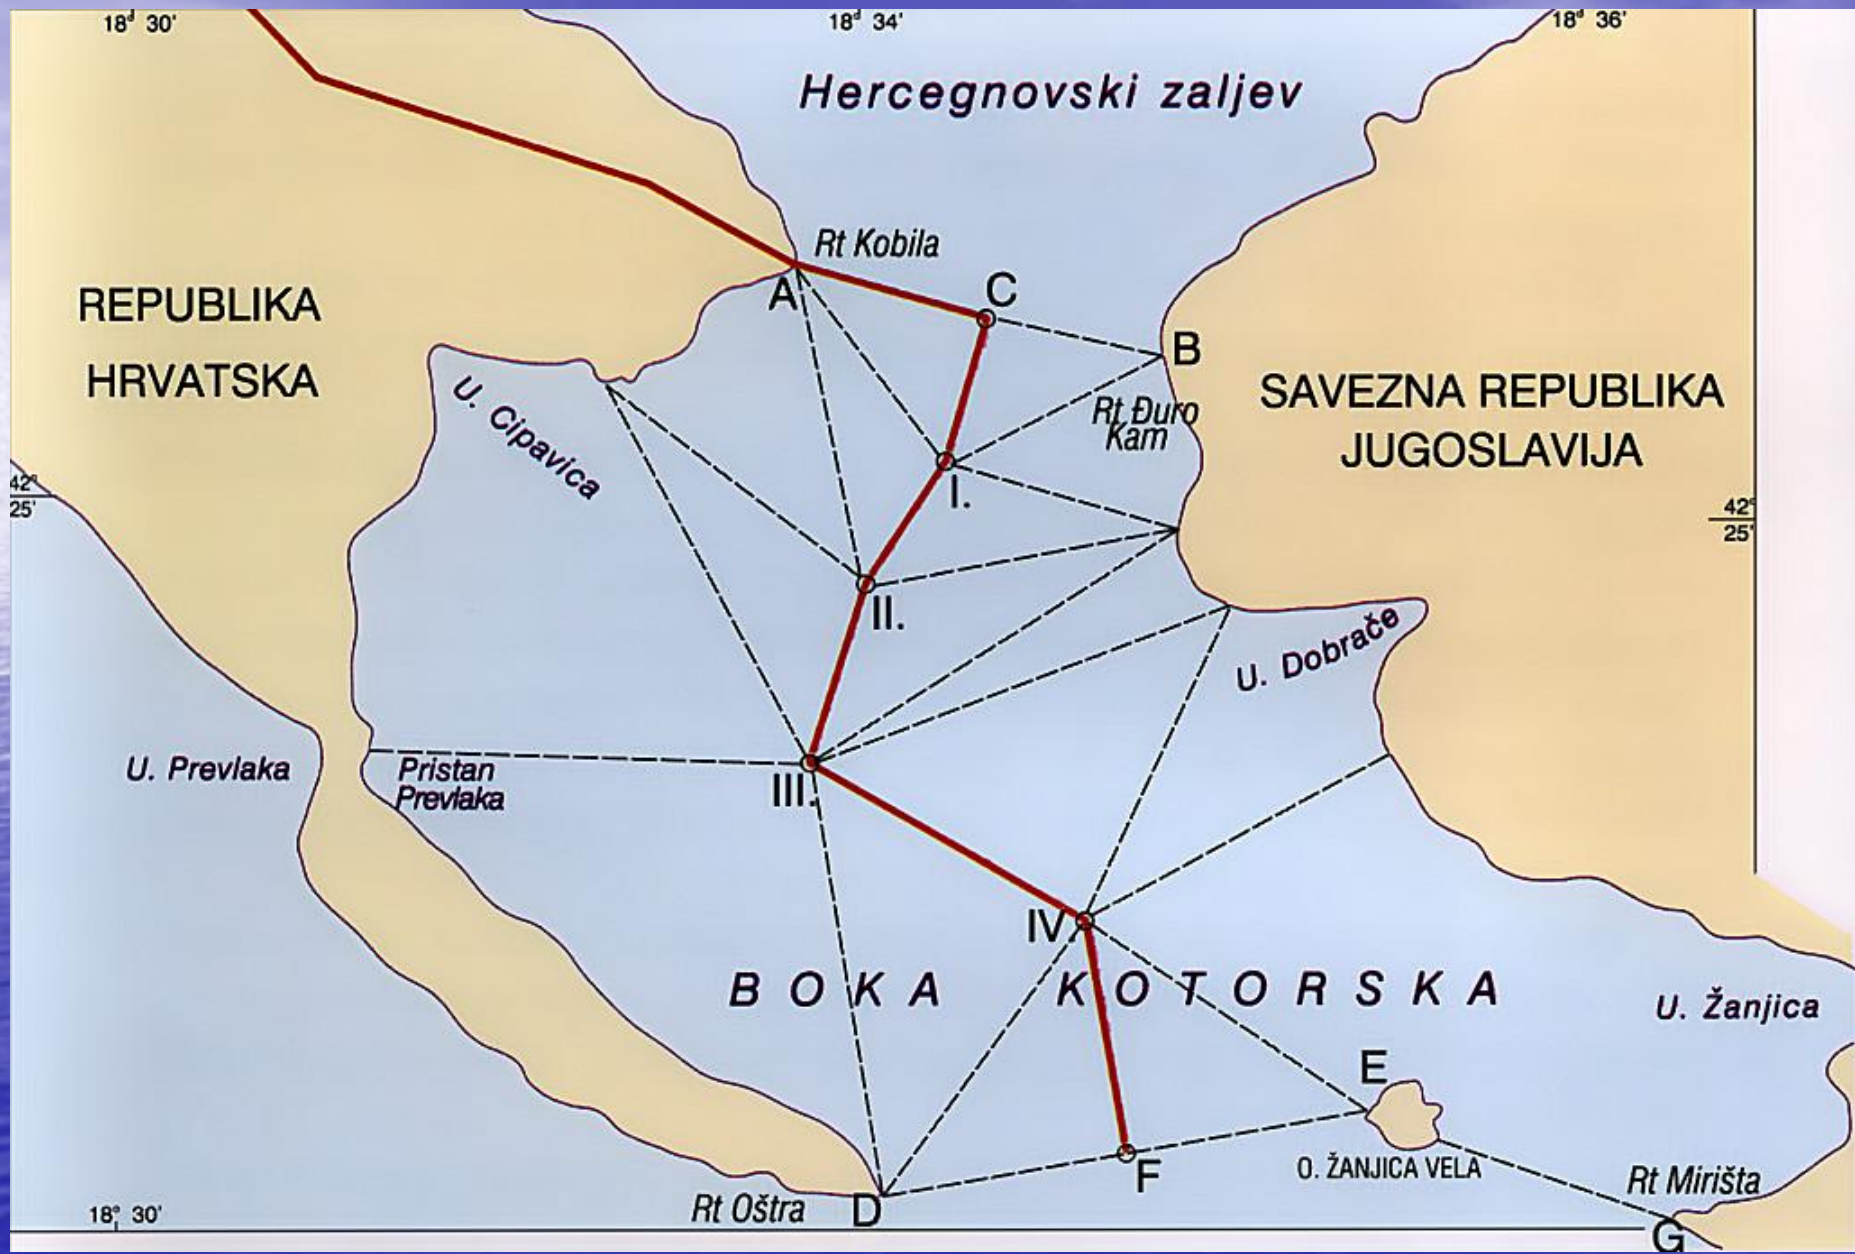 18° 30'
18° 34'
18° 36'
Hercegnovski zaljev
Rt Kobila
A
C
B
REPUBLIKA
HRVATSKA
SAVEZNA REPUBLIKA
JUGOSLAVIJA
U. Cipavica
Rt Đuro
Kam
I.
42°
25'
42°
25'
II.
U. Dobrače
U. Prevlaka
Pristan
Prevlaka
III.
IV
BOKA KOTORSKA
U. Žanjica
E
F
O. ŽANJICA VELA
Rt Mirišta
Rt Oštra
D
18° 30'
G